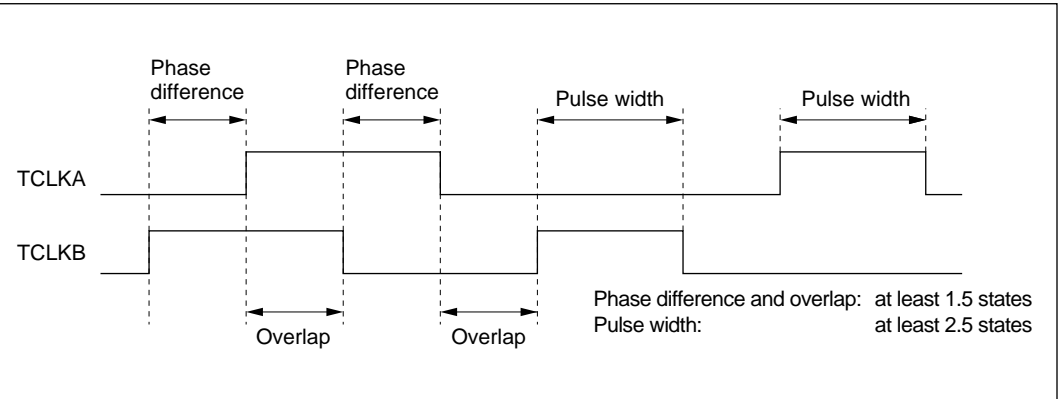 Phase
difference
Phase
difference
Pulse width
Pulse width
TCLKA
TCLKB
Overlap
Overlap
Phase difference and overlap: at least 1.5 states
Pulse width: at least 2.5 states